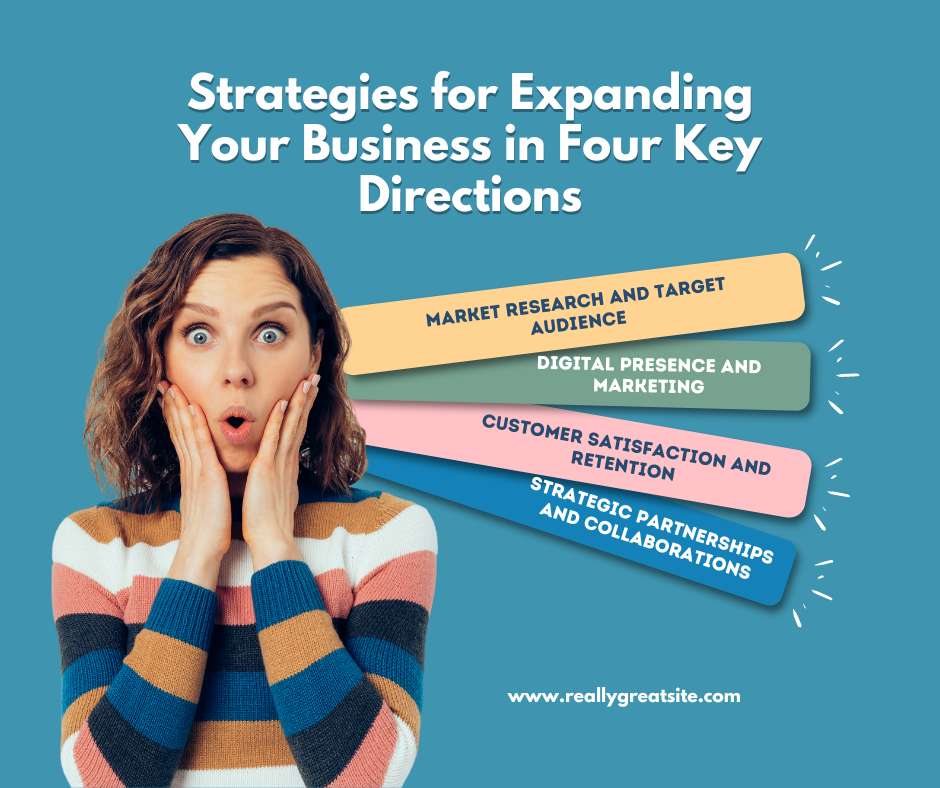 Strategies for Expanding
Your Business in Four Key
Directions
MARKET RESEARCH AND TARGET
AUDIENCE
DIGITAL PRESENCE AND
MARKETING
CUSTOMER SATISFACTION AND
RETENTION
STRATEGIC PARTNERSHIPS
AND COLLABORATIONS
www.reallygreatsite.com